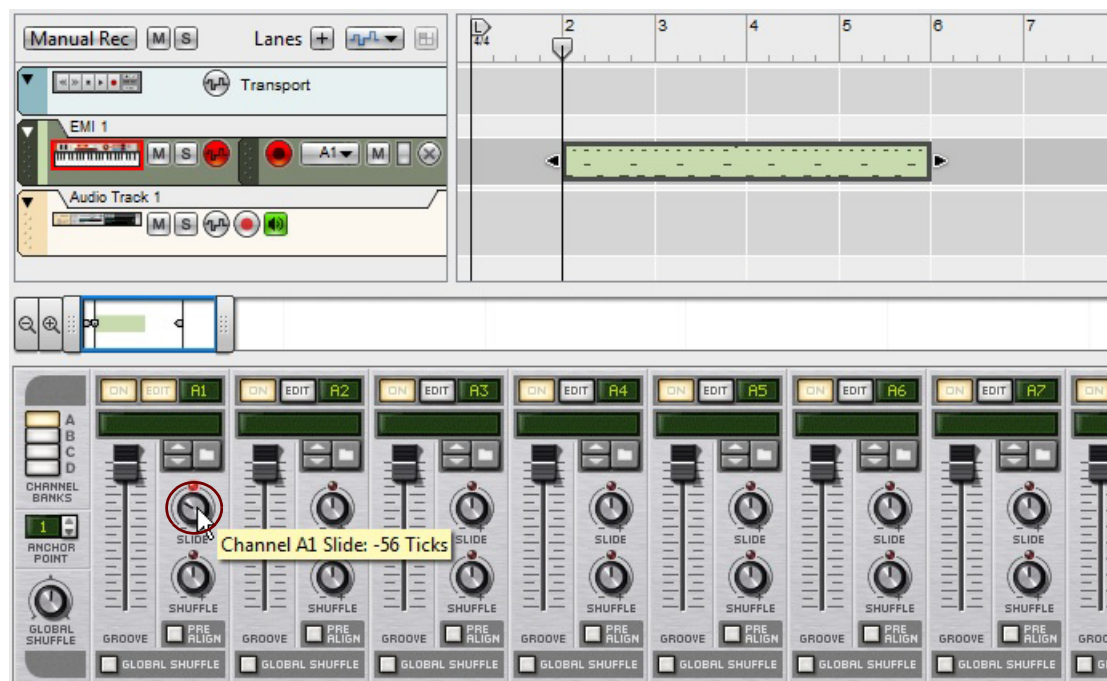 Manual Rec M S Lanes +
L 2 3 4 5 6 7
4/4
Transport
EMI 1
M S A1 M
Audio Track 1
M S
ON EDIT A1 ON EDIT A2 ON EDIT A3 ON EDIT A4 ON EDIT A5 ON EDIT A6 ON EDIT A7 ON
A
B
C
D
CHANNEL
BANKS
1
ANCHOR
POINT
SLIDE SLIDE SLIDE SLIDE SLIDE SLIDE
Channel A1 Slide: -56 Ticks
SHUFFLE SHUFFLE SHUFFLE SHUFFLE SHUFFLE SHUFFLE SHUFFLE
GLOBAL
SHUFFLE
GROOVE PRE ALIGN GROOVE PRE ALIGN GROOVE PRE ALIGN GROOVE PRE ALIGN GROOVE PRE ALIGN GROOVE PRE ALIGN GROOVE PRE ALIGN GROO
GLOBAL SHUFFLE GLOBAL SHUFFLE GLOBAL SHUFFLE GLOBAL SHUFFLE GLOBAL SHUFFLE GLOBAL SHUFFLE GLOBAL SHUFFLE G